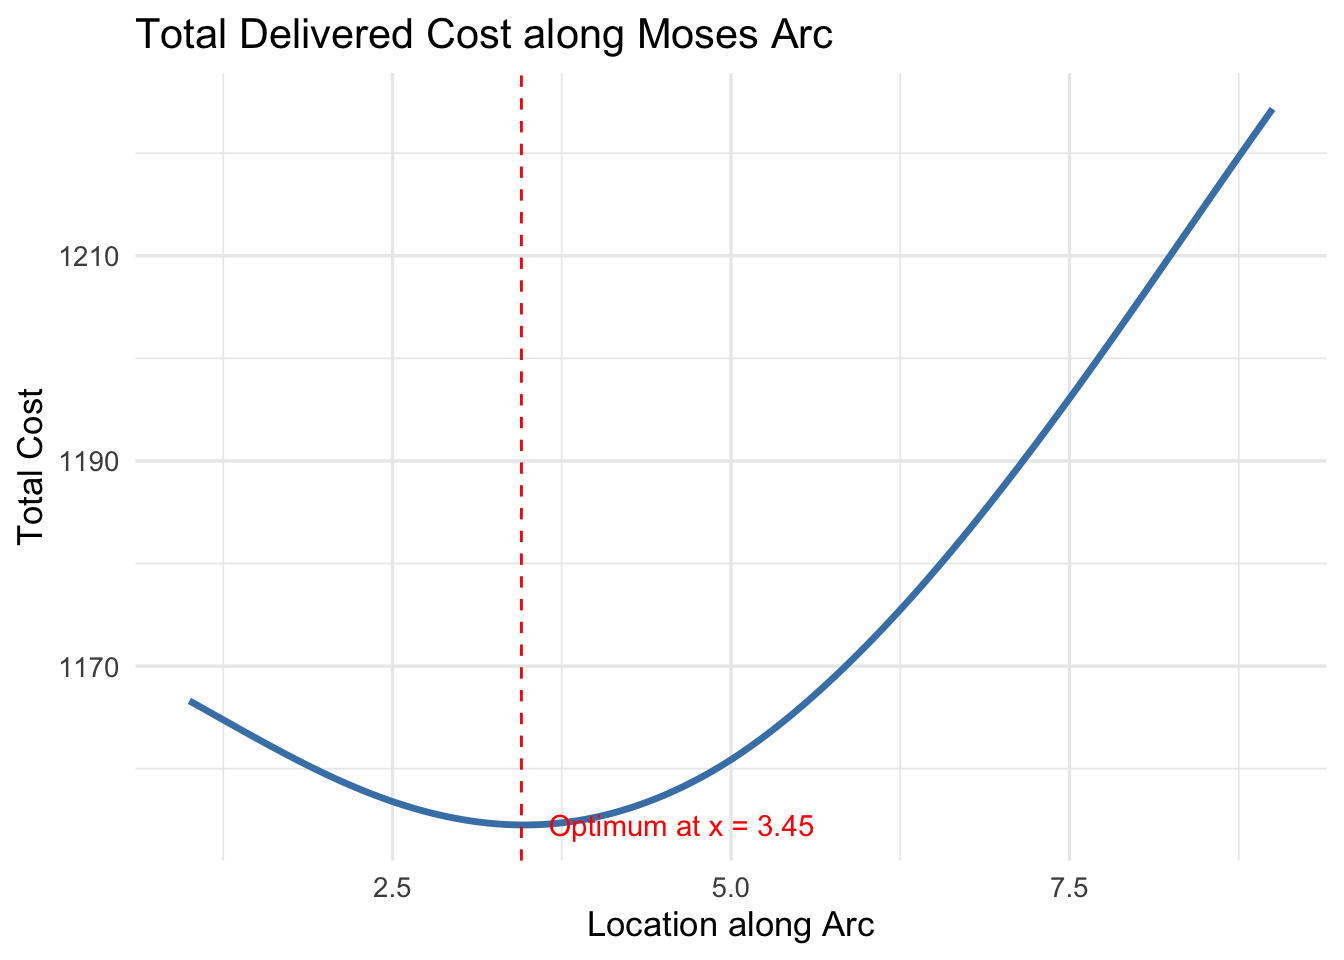 Total Delivered Cost along Moses Arc
Total Cost
1210
1190
1170
Optimum at x = 3.45
2.5
5.0
7.5
Location along Arc